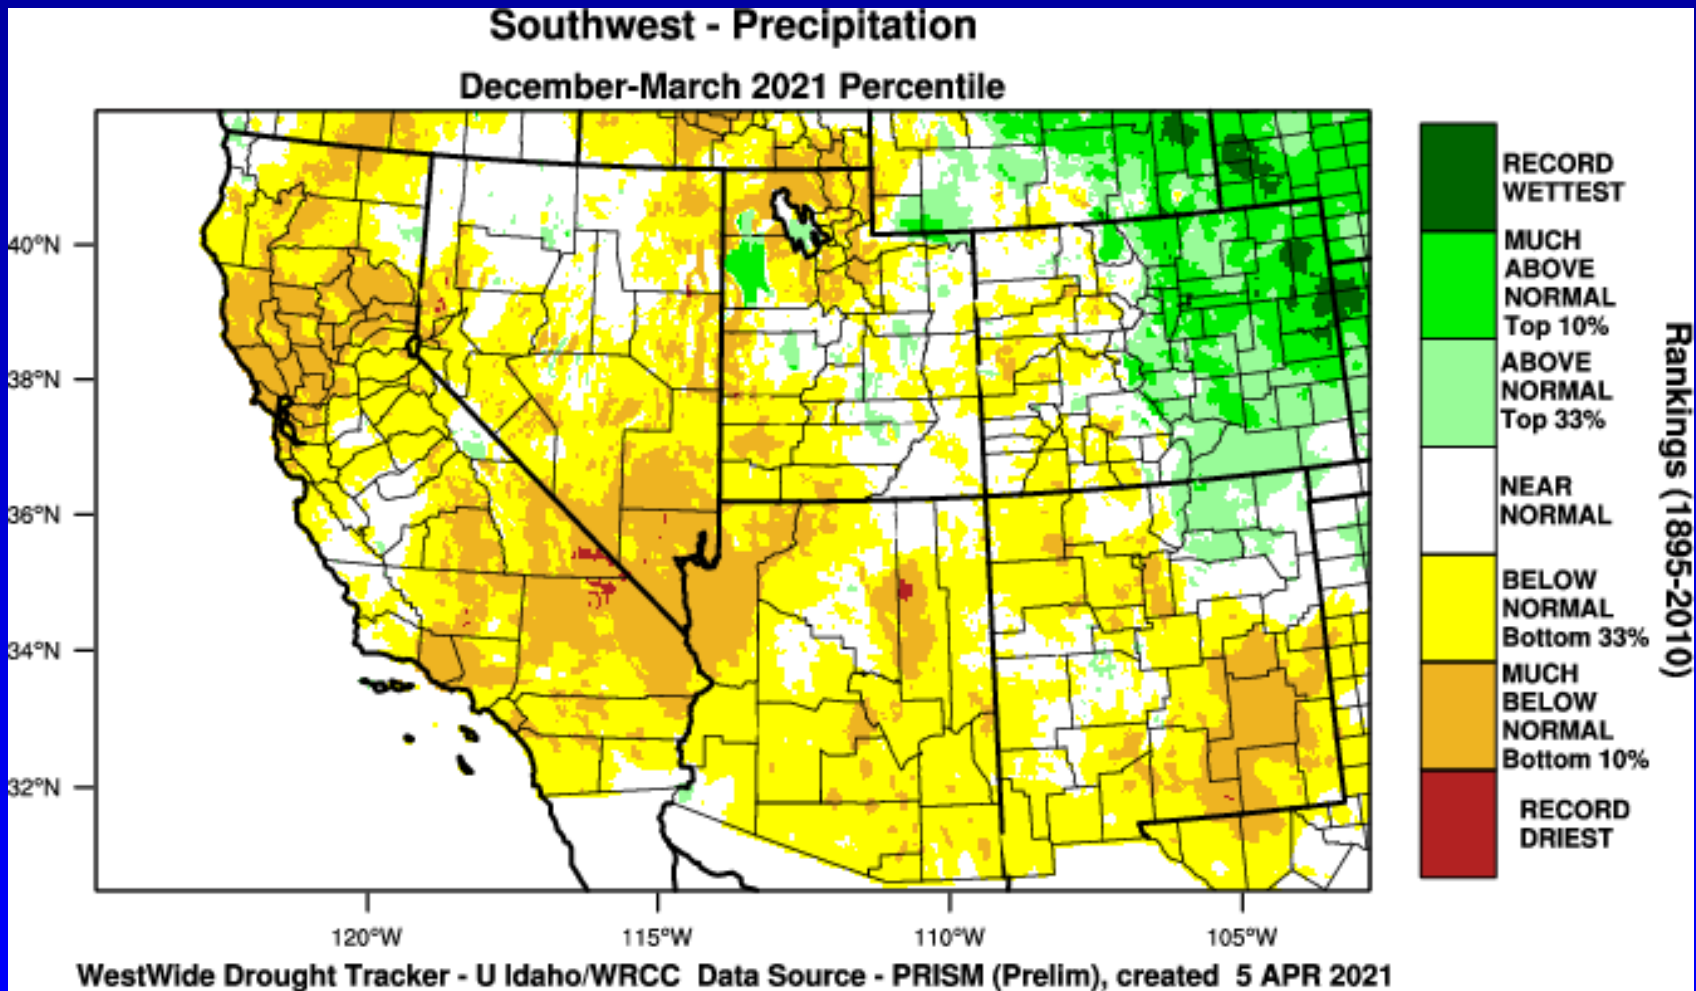 Southwest - Precipitation
December-March 2021 Percentile
40°N
38°N
36°N
34°N
32°N
120°W
115°W
110°W
105°W
RECORD
WETTEST
MUCH
ABOVE
NORMAL
Top 10%
ABOVE
NORMAL
Top 33%
NEAR
NORMAL
BELOW
NORMAL
Bottom 33%
MUCH
BELOW
NORMAL
Bottom 10%
RECORD
DRIEST
Rankings (1895-2010)
WestWide Drought Tracker - U Idaho/WRCC  Data Source - PRISM (Prelim), created  5 APR 2021